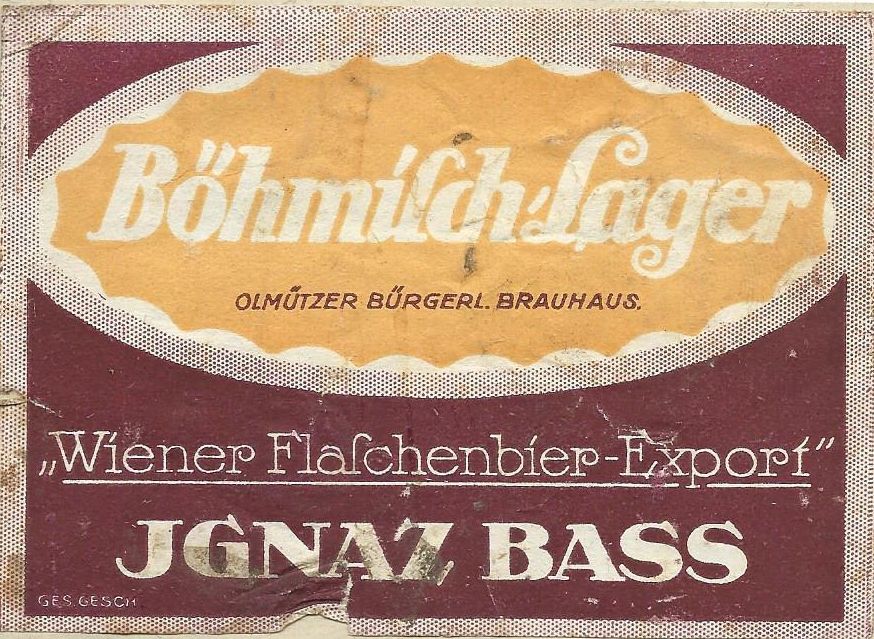 Böhmiſch-Lager
OLMÜTZER BÜRGERL. BRAUHAUS.
„Wiener Flaſchenbier-Export“
JGNAZ BASS
GES. GESCH.